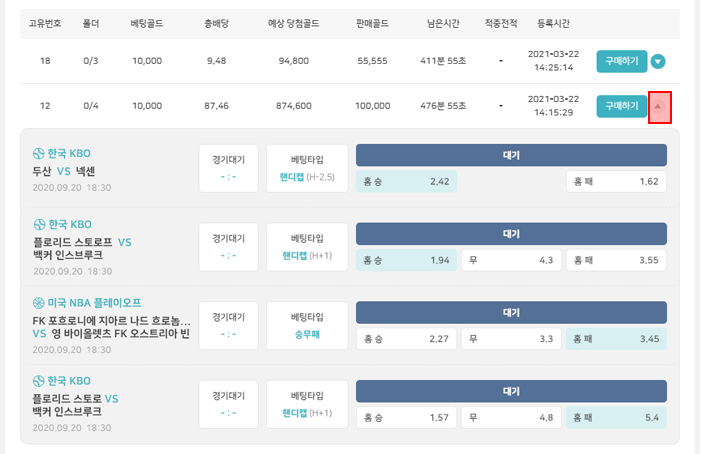 고유번호 폴더 베팅골드 총배당 예상 당첨골드 판매골드 남은시간 적중전적 등록시간
18 0/3 10,000 9.48 94,800 55,555 411분 55초 - 2021-03-22 14:25:14 구매하기
12 0/4 10,000 87.46 874,600 100,000 476분 55초 - 2021-03-22 14:15:29 구매하기
한국 KBO
두산 VS 넥센
2020.09.20 18:30
경기대기
- : -
베팅타입
핸디캡 (H-2.5)
대기
홈 승 2.42 홈 패 1.62
한국 KBO
플로리드 스토로프 VS
백커 인스브루크
2020.09.20 18:30
경기대기
- : -
베팅타입
핸디캡 (H+1)
대기
홈 승 1.94 무 4.3 홈 패 3.55
미국 NBA 플레이오프
FK 포흐로니에 지아르 나드 흐로놈...
VS 영 바이올렛츠 FK 오스트리아 빈
2020.09.20 18:30
경기대기
- : -
베팅타입
승무패
대기
홈 승 2.27 무 3.3 홈 패 3.45
한국 KBO
플로리드 스토로 VS
백커 인스브루크
2020.09.20 18:30
경기대기
- : -
베팅타입
핸디캡 (H+1)
대기
홈 승 1.57 무 4.8 홈 패 5.4